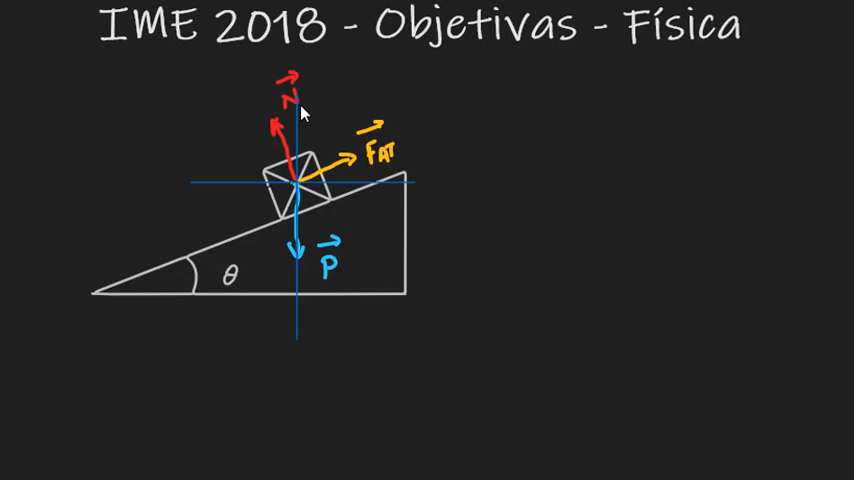 IME 2018 - Objetivas - Física
N
FAT
P
θ